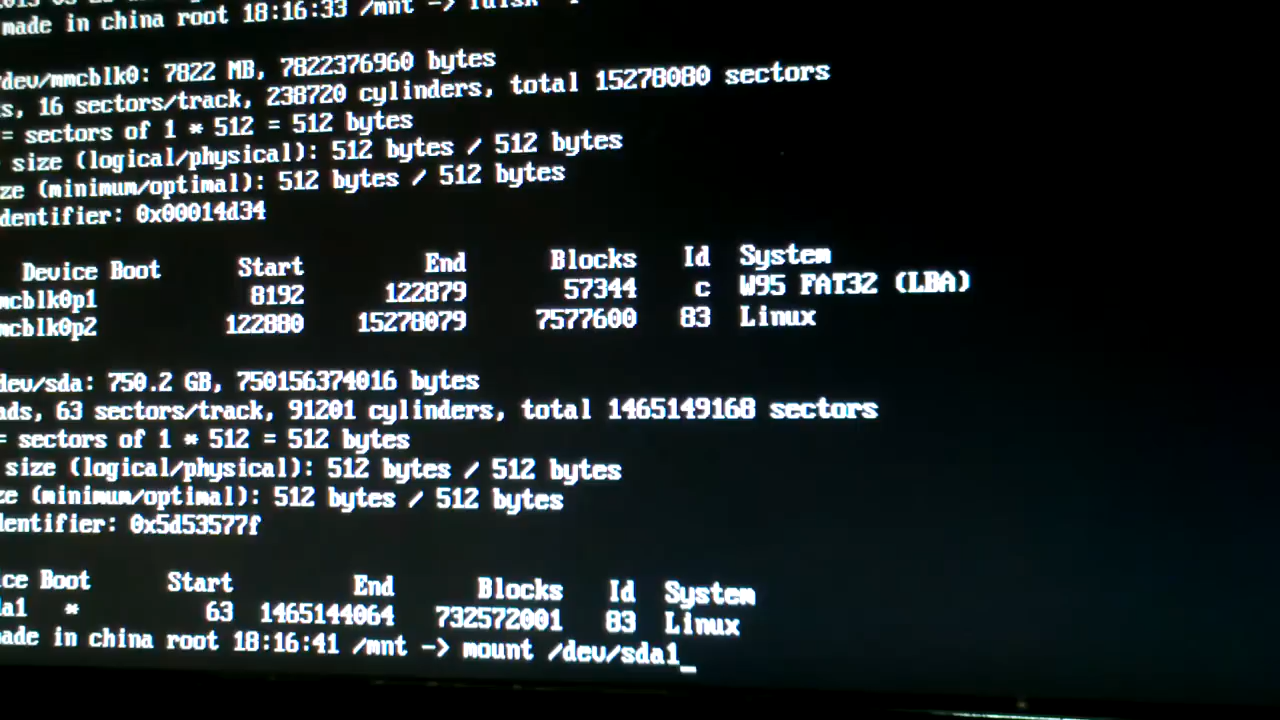 made in china root 18:16:33 /mnt -> fdisk
/dev/mmcblk0: 7822 MB, 7822376960 bytes
s, 16 sectors/track, 238720 cylinders, total 15278080 sectors
= sectors of 1 * 512 = 512 bytes
size (logical/physical): 512 bytes / 512 bytes
ze (minimum/optimal): 512 bytes / 512 bytes
dentifier: 0x00014d34
Device Boot Start End Blocks Id System
mcblk0p1 8192 122879 57344 c W95 FAT32 (LBA)
mcblk0p2 122880 15278079 7577600 83 Linux
dev/sda: 750.2 GB, 750156374016 bytes
ads, 63 sectors/track, 91201 cylinders, total 1465149168 sectors
= sectors of 1 * 512 = 512 bytes
size (logical/physical): 512 bytes / 512 bytes
ze (minimum/optimal): 512 bytes / 512 bytes
dentifier: 0x5d53577f
ice Boot Start End Blocks Id System
da1 * 63 1465144064 732572001 83 Linux
made in china root 18:16:41 /mnt -> mount /dev/sda1_